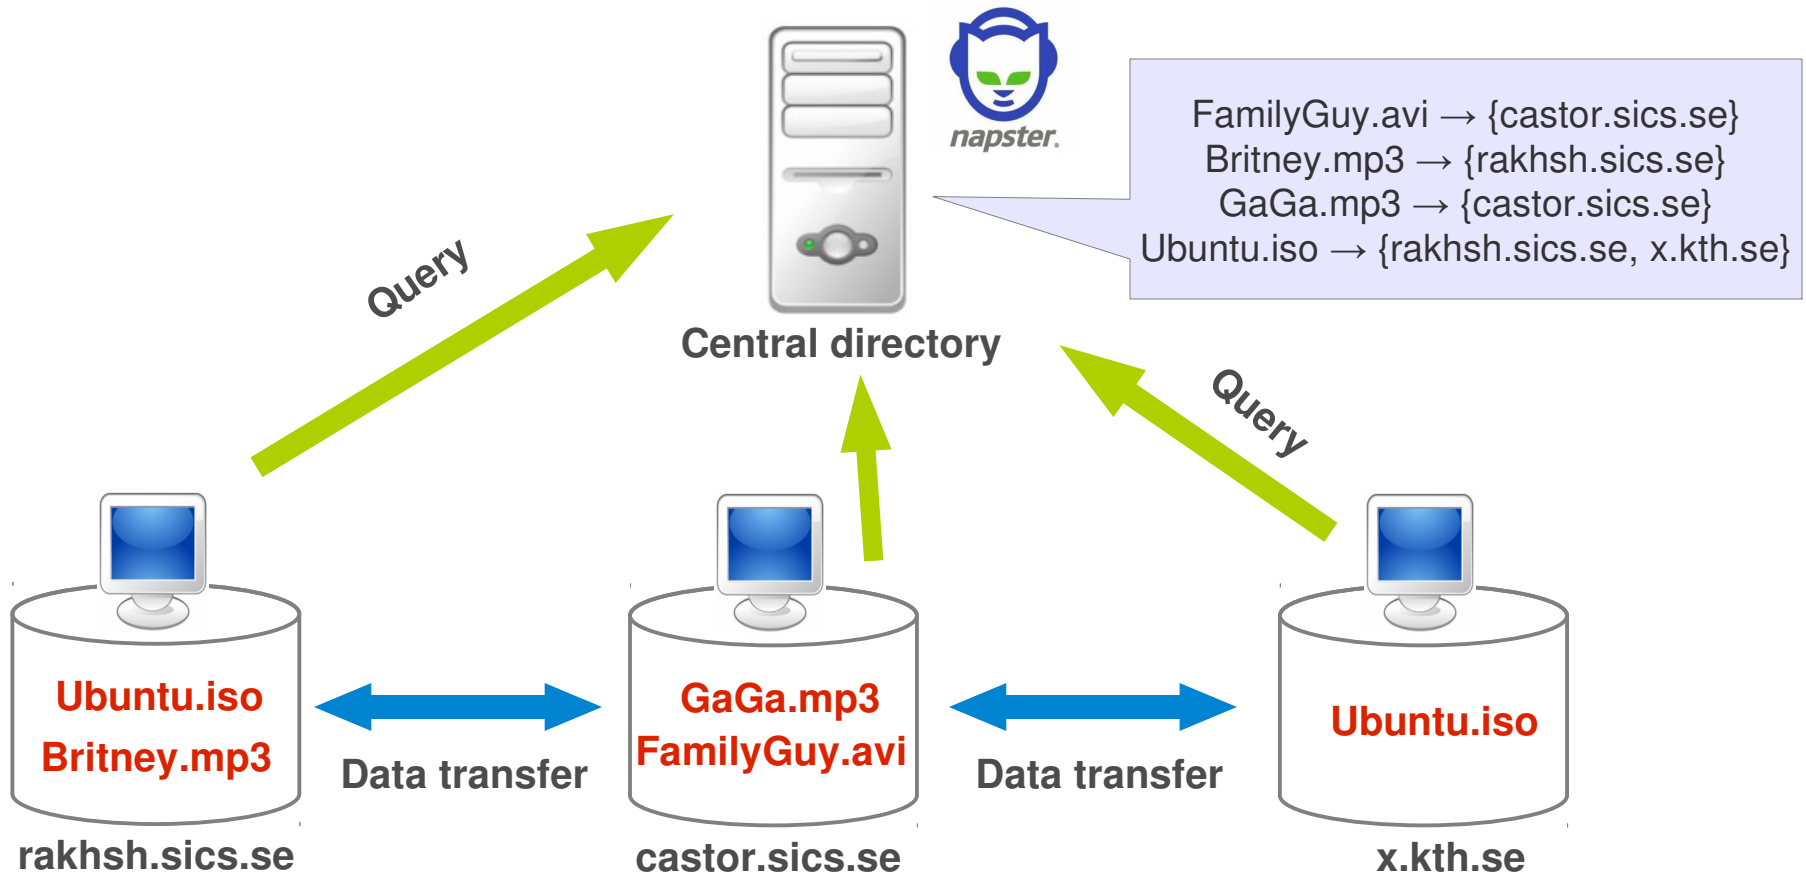 napster.
FamilyGuy.avi → {castor.sics.se}
Britney.mp3 → {rakhsh.sics.se}
GaGa.mp3 → {castor.sics.se}
Ubuntu.iso → {rakhsh.sics.se, x.kth.se}
Query
Central directory
Query
Ubuntu.iso
Britney.mp3
Data transfer
GaGa.mp3
FamilyGuy.avi
Data transfer
Ubuntu.iso
rakhsh.sics.se
castor.sics.se
x.kth.se